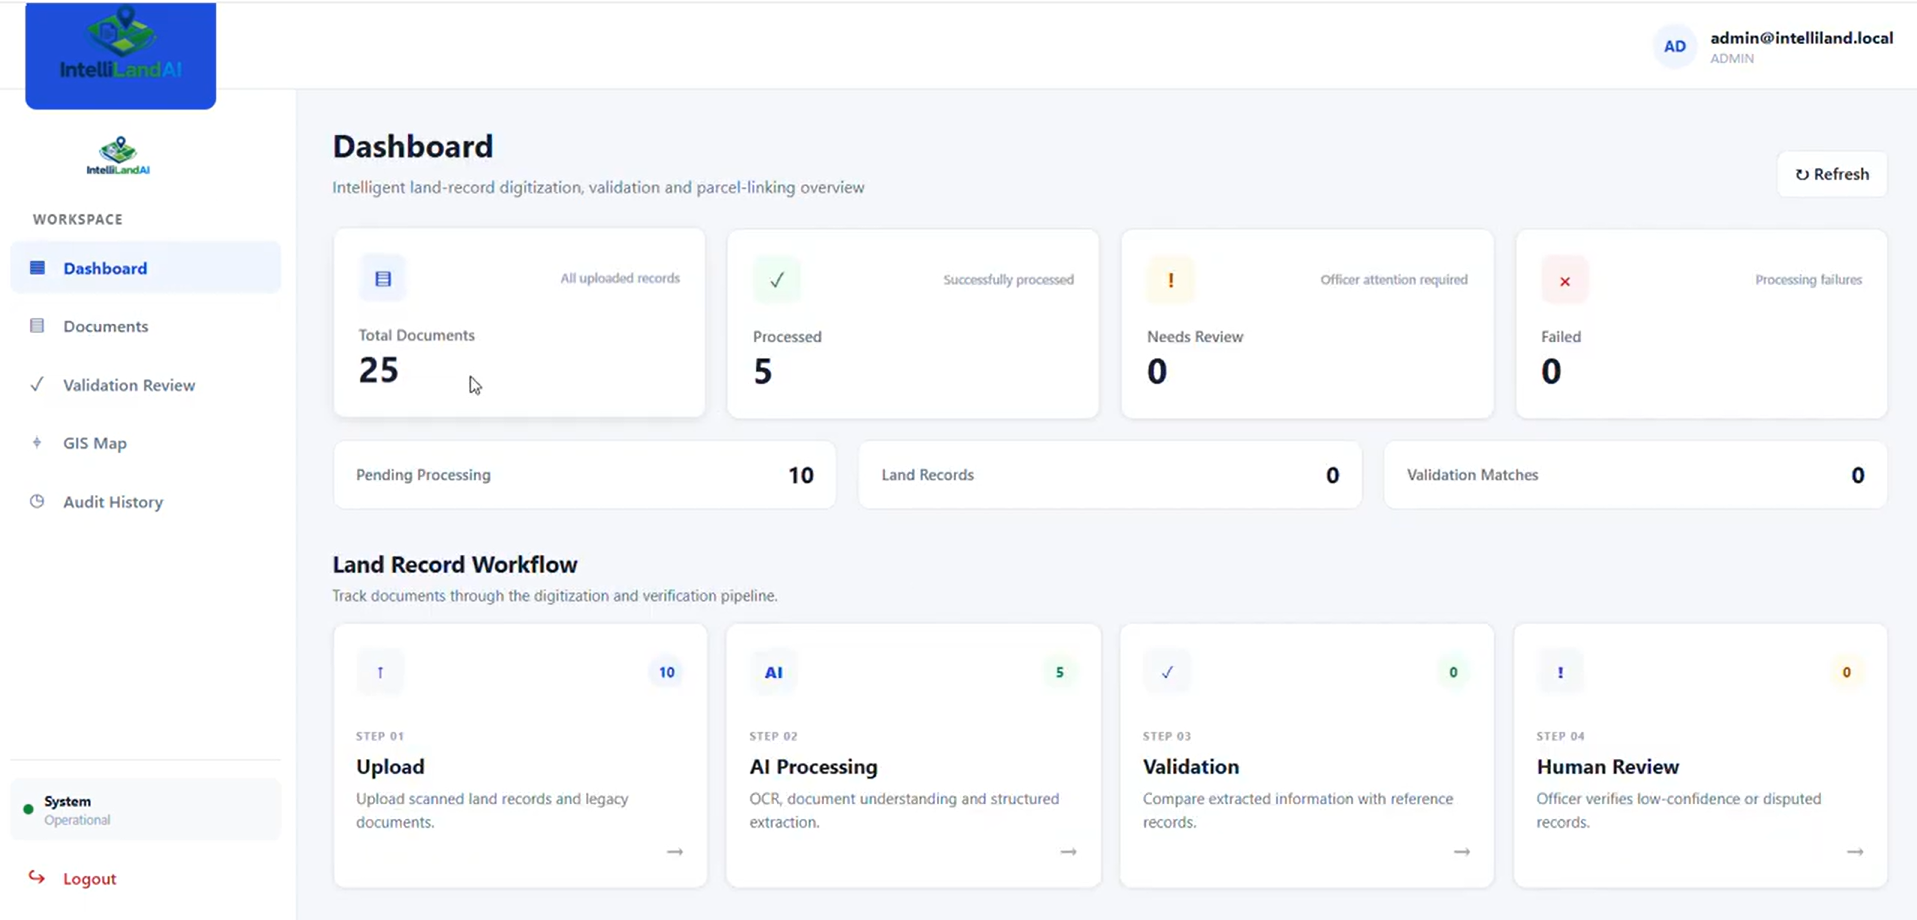 IntelliLandAI
AD
admin@intelliland.local
ADMIN
IntelliLandAI
WORKSPACE
Dashboard
Documents
Validation Review
GIS Map
Audit History
System
Operational
Logout
Dashboard
Intelligent land-record digitization, validation and parcel-linking overview
↻ Refresh
All uploaded records
Total Documents
25
Successfully processed
Processed
5
! Officer attention required
Needs Review
0
Processing failures
Failed
0
Pending Processing 10
Land Records 0
Validation Matches 0
Land Record Workflow
Track documents through the digitization and verification pipeline.
↑ 10
STEP 01
Upload
Upload scanned land records and legacy
documents.
→
AI 5
STEP 02
AI Processing
OCR, document understanding and structured
extraction.
→
✓ 0
STEP 03
Validation
Compare extracted information with reference
records.
→
! 0
STEP 04
Human Review
Officer verifies low-confidence or disputed
records.
→